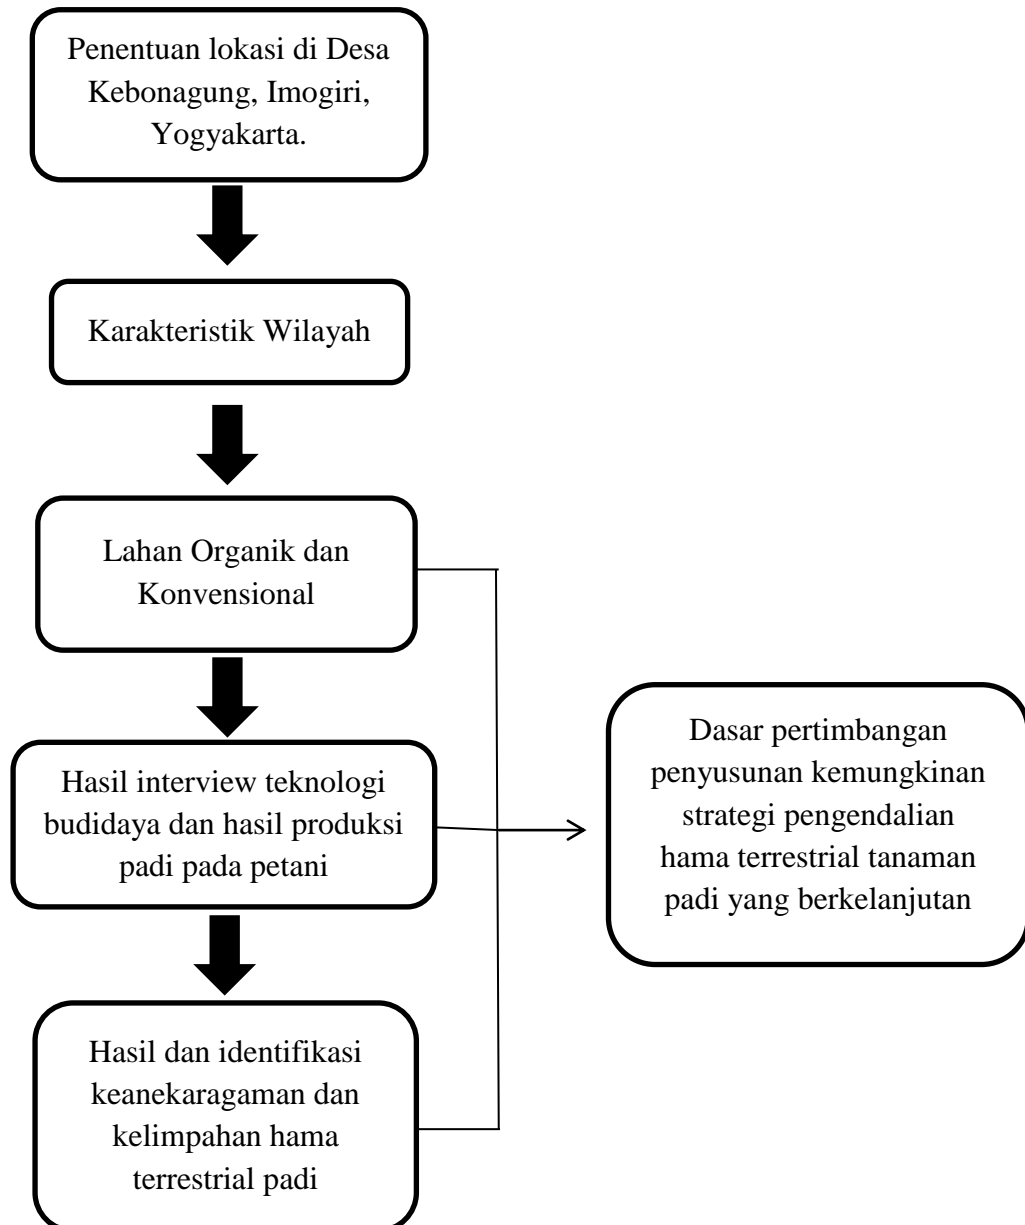 Penentuan lokasi di Desa
Kebonagung, Imogiri,
Yogyakarta.
Karakteristik Wilayah
Lahan Organik dan
Konvensional
Hasil interview teknologi
budidaya dan hasil produksi
padi pada petani
Hasil dan identifikasi
keanekaragaman dan
kelimpahan hama
terrestrial padi
Dasar pertimbangan
penyusunan kemungkinan
strategi pengendalian
hama terrestrial tanaman
padi yang berkelanjutan